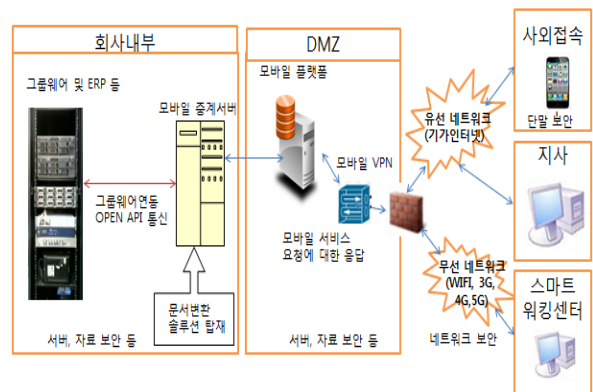 회사내부
그룹웨어 및 ERP 등
모바일 중계서버
그룹웨어연동
OPEN API 통신
문서변환
솔루션 탑재
서버, 자료 보안 등
DMZ
모바일 플랫폼
모바일 VPN
모바일 서비스
요청에 대한 응답
서버, 자료 보안 등
유선 네트워크
(기가인터넷)
무선 네트워크
(WIFI, 3G,
4G,5G)
네트워크 보안
사외접속
단말 보안
지사
스마트
워킹센터